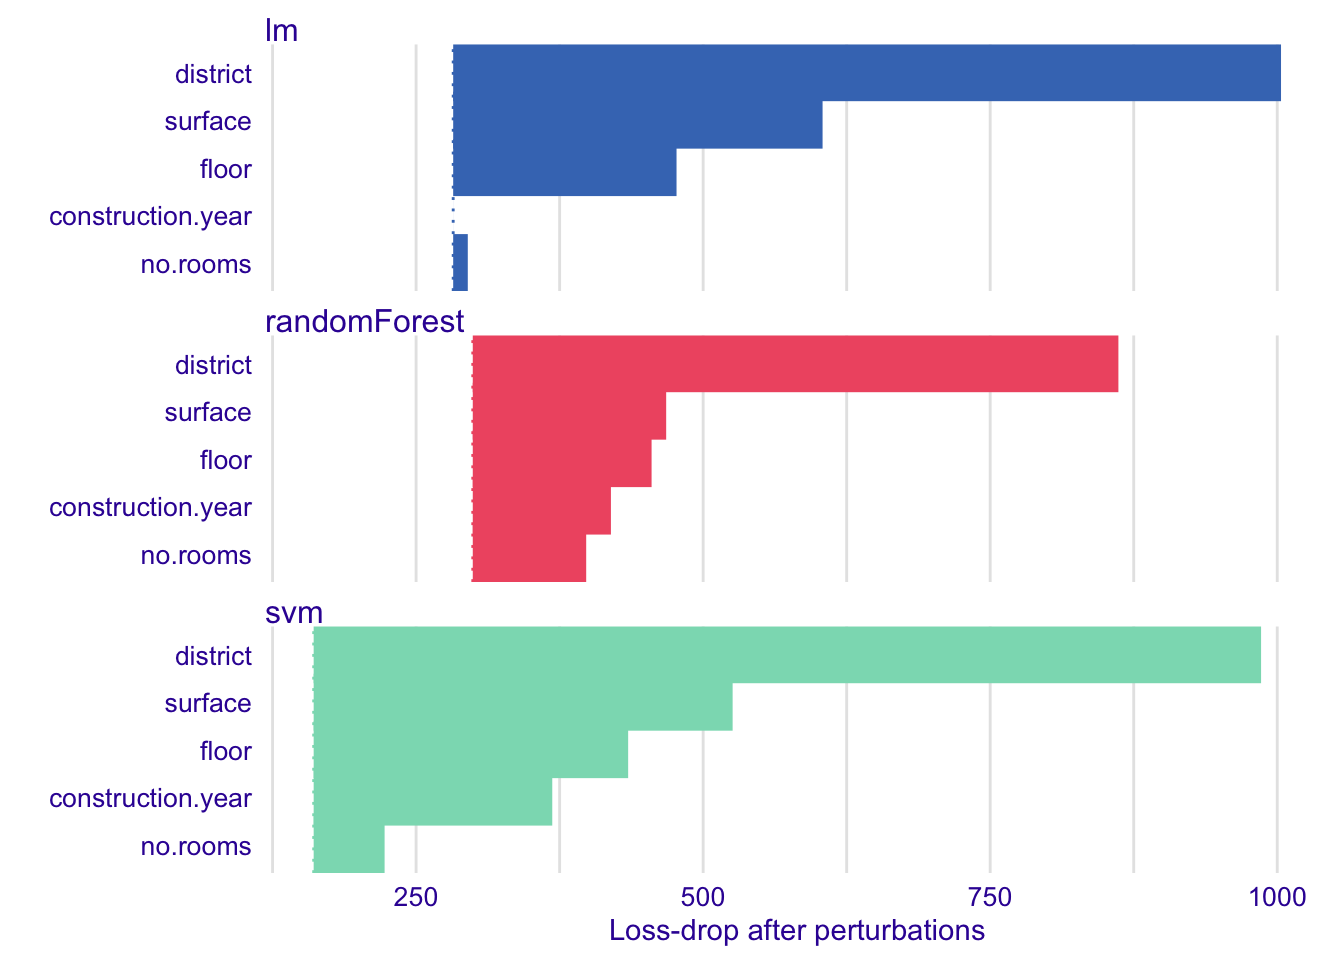 lm
district
surface
floor
construction.year
no.rooms
randomForest
district
surface
floor
construction.year
no.rooms
svm
district
surface
floor
construction.year
no.rooms
250 500 750 1000
Loss-drop after perturbations